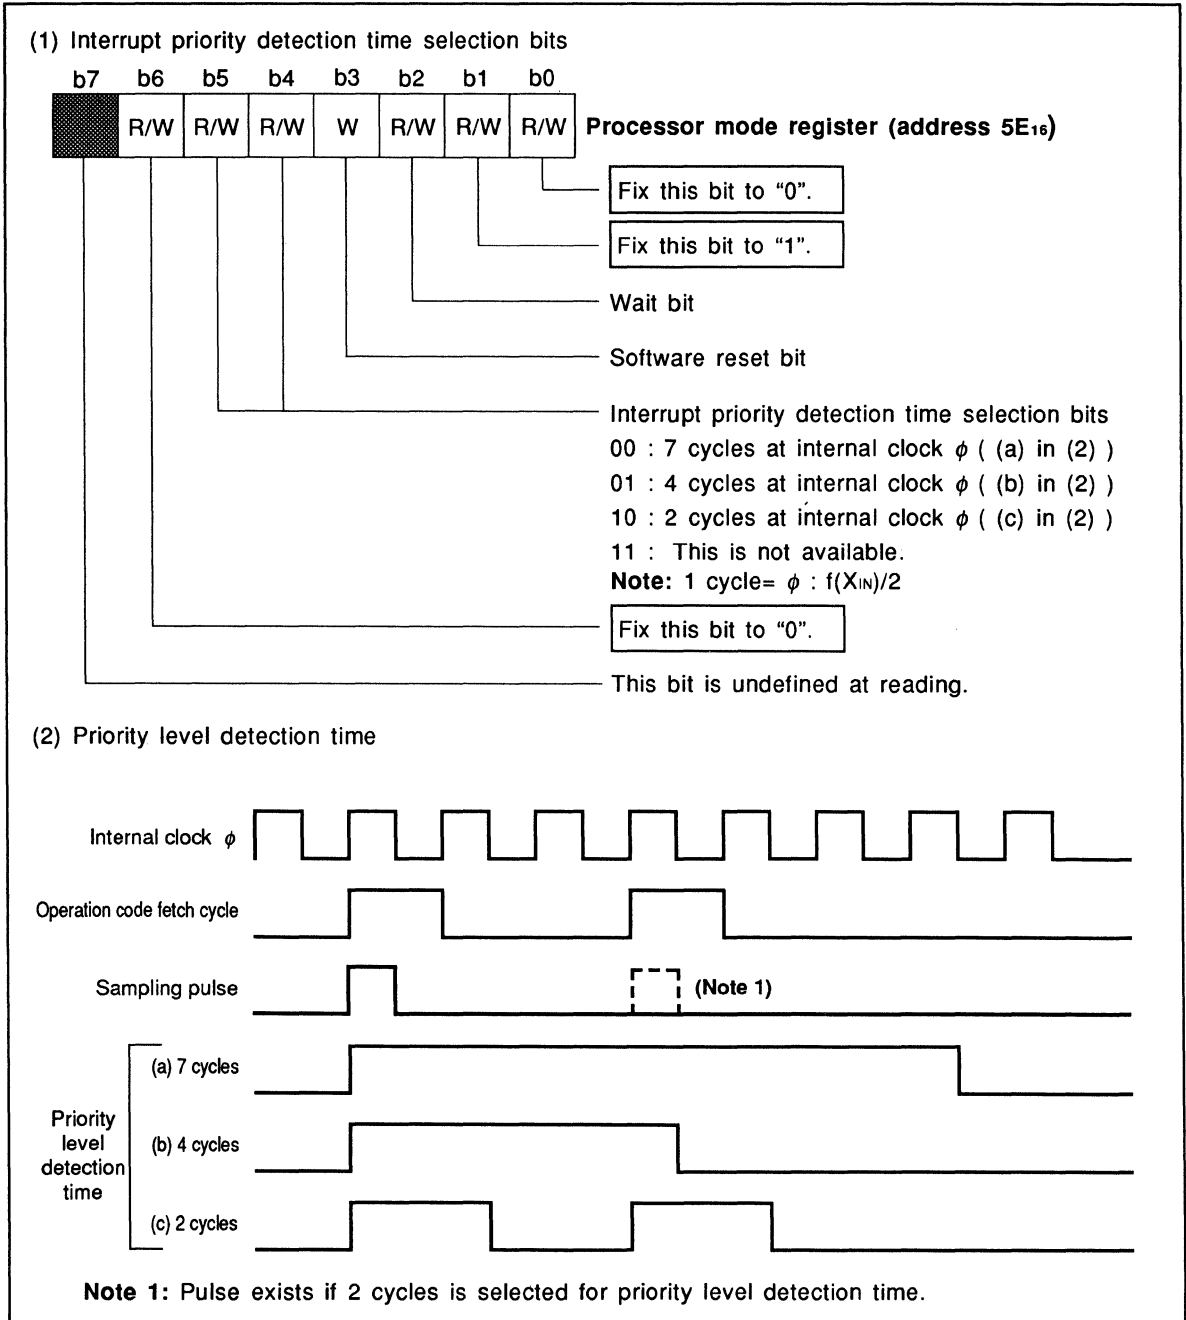 (1) Interrupt priority detection time selection bits
b7 b6 b5 b4 b3 b2 b1 b0
R/W R/W R/W W R/W R/W R/W Processor mode register (address 5E₁₆)
Fix this bit to “0”.
Fix this bit to “1”.
Wait bit
Software reset bit
Interrupt priority detection time selection bits
00 : 7 cycles at internal clock ϕ ( (a) in (2) )
01 : 4 cycles at internal clock ϕ ( (b) in (2) )
10 : 2 cycles at internal clock ϕ ( (c) in (2) )
11 : This is not available.
Note: 1 cycle= ϕ : f(XIN)/2
Fix this bit to “0”.
This bit is undefined at reading.
(2) Priority level detection time
Internal clock ϕ
Operation code fetch cycle
Sampling pulse
(Note 1)
(a) 7 cycles
Priority
level
detection
time
(b) 4 cycles
(c) 2 cycles
Note 1: Pulse exists if 2 cycles is selected for priority level detection time.